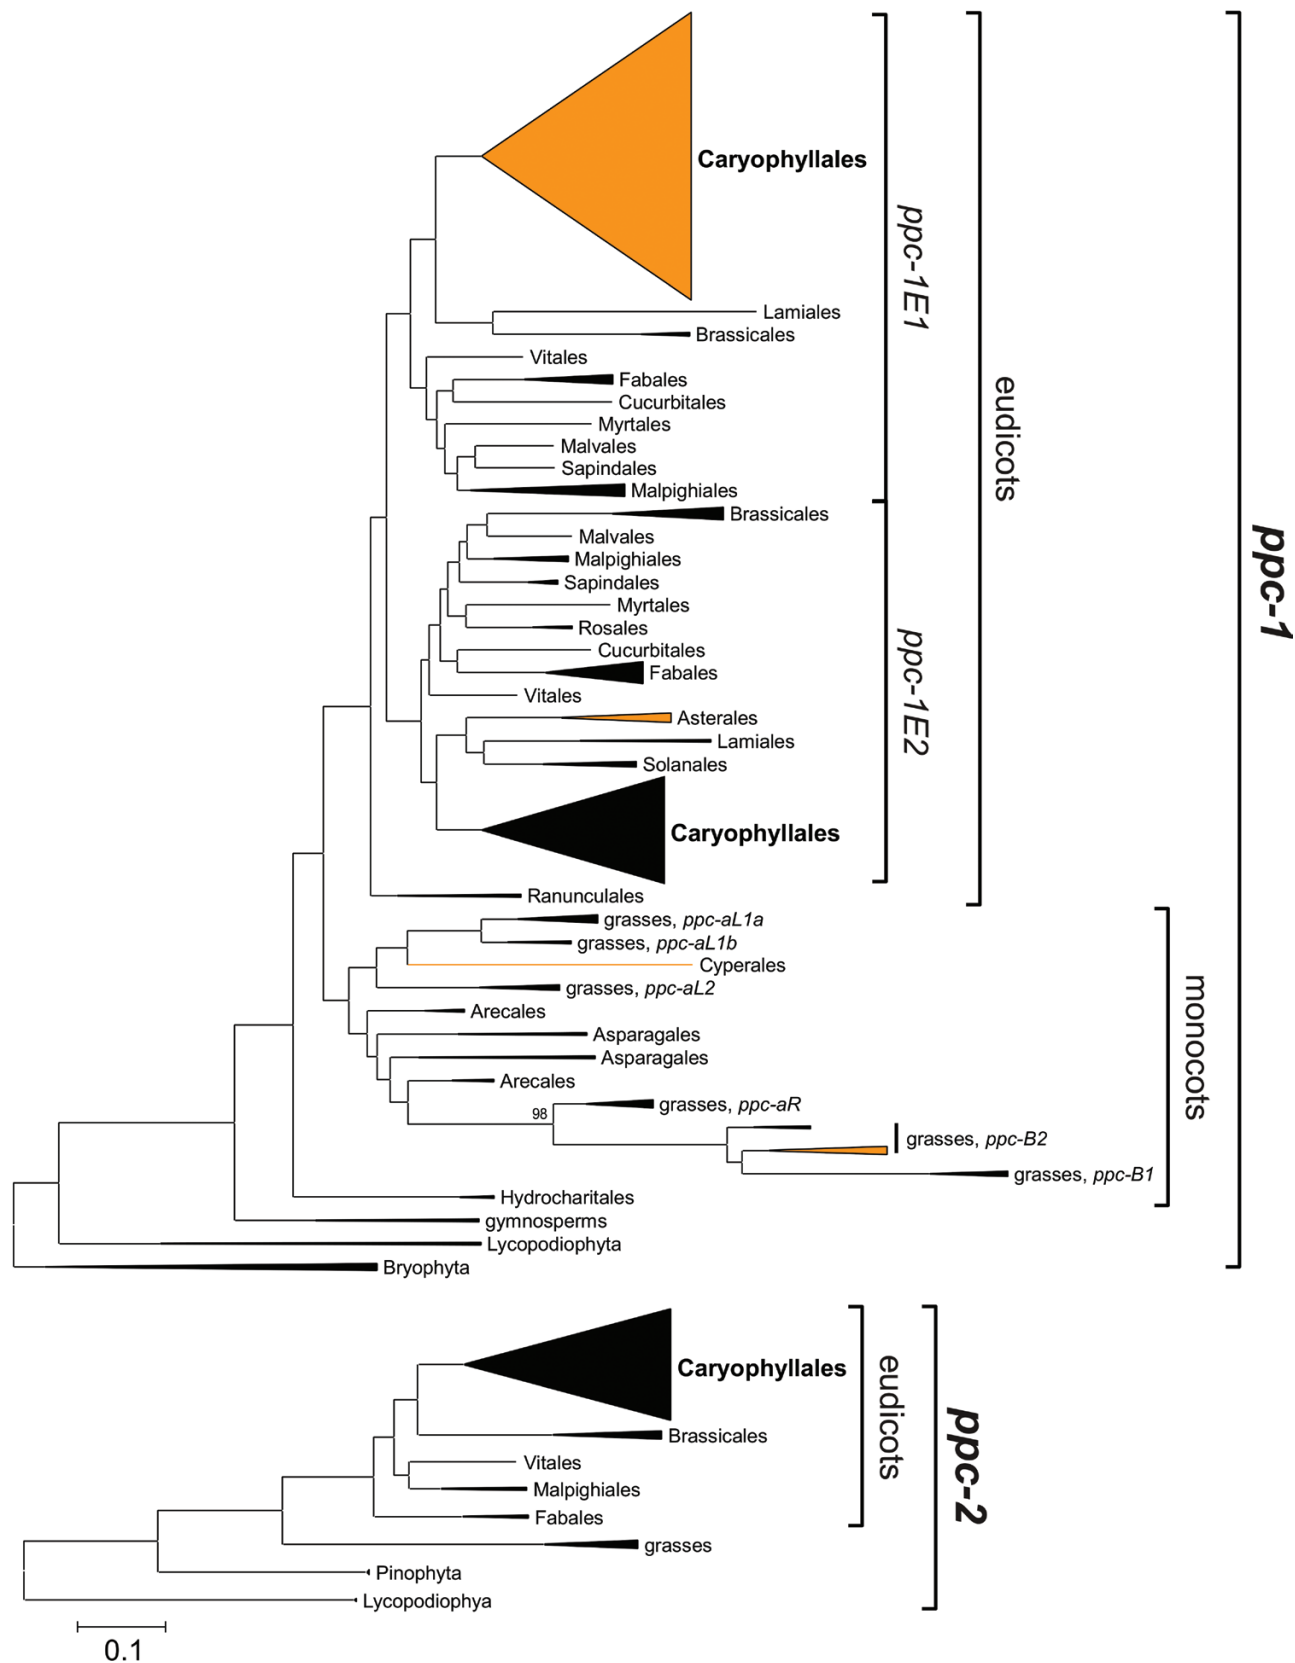 Caryophyllales
Lamiales
Brassicales
Vitales
Fabales
Cucurbitales
Myrtales
Malvales
Sapindales
Malpighiales
ppc-1E1
Brassicales
Malvales
Malpighiales
Sapindales
Myrtales
Rosales
Cucurbitales
Fabales
Vitales
Asterales
Lamiales
Solanales
Caryophyllales
ppc-1E2
Ranunculales
eudicots
grasses, ppc-aL1a
grasses, ppc-aL1b
Cyperales
grasses, ppc-aL2
Arecales
Asparagales
Asparagales
Arecales
98
grasses, ppc-aR
grasses, ppc-B2
grasses, ppc-B1
Hydrocharitales
monocots
gymnosperms
Lycopodiophyta
Bryophyta
ppc-1
Caryophyllales
Brassicales
Vitales
Malpighiales
Fabales
eudicots
grasses
Pinophyta
Lycopodiophya
ppc-2
0.1